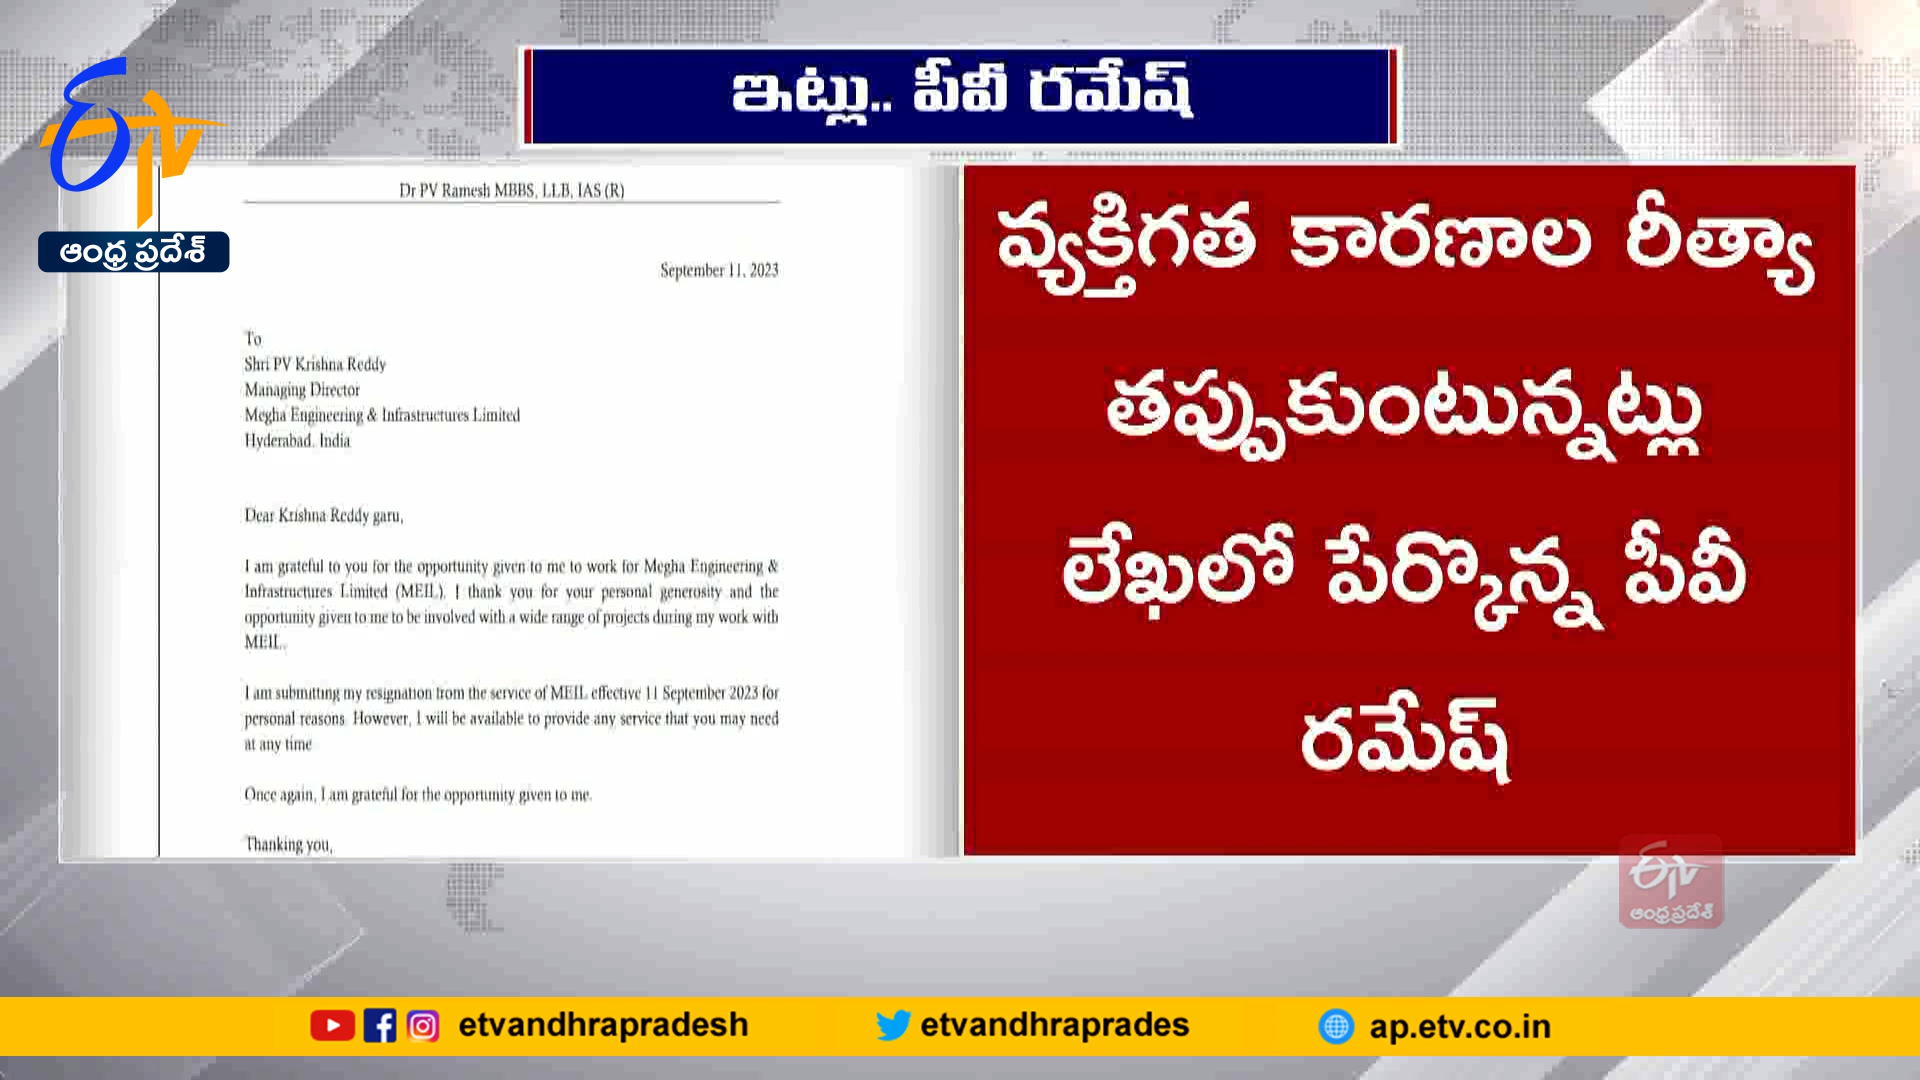 ETV
ఆంధ్ర ప్రదేశ్
ఇట్లు.. పీవీ రమేష్
Dr PV Ramesh MBBS, LLB, IAS (R)
September 11, 2023
To
Shri PV Krishna Reddy
Managing Director
Megha Engineering & Infrastructures Limited
Hyderabad, India
Dear Krishna Reddy garu,
I am grateful to you for the opportunity given to me to work for Megha Engineering &
Infrastructures Limited (MEIL). I thank you for your personal generosity and the
opportunity given to me to be involved with a wide range of projects during my work with
MEIL.
I am submitting my resignation from the service of MEIL effective 11 September 2023 for
personal reasons. However, I will be available to provide any service that you may need
at any time
Once again, I am grateful for the opportunity given to me.
Thanking you,
వ్యక్తిగత కారణాల రీత్యా
తప్పుకుంటున్నట్లు
లేఖలో పేర్కొన్న పీవీ
రమేష్
ETV
ఆంధ్రప్రదేశ్
etvandhrapradesh
etvandhraprades
ap.etv.co.in